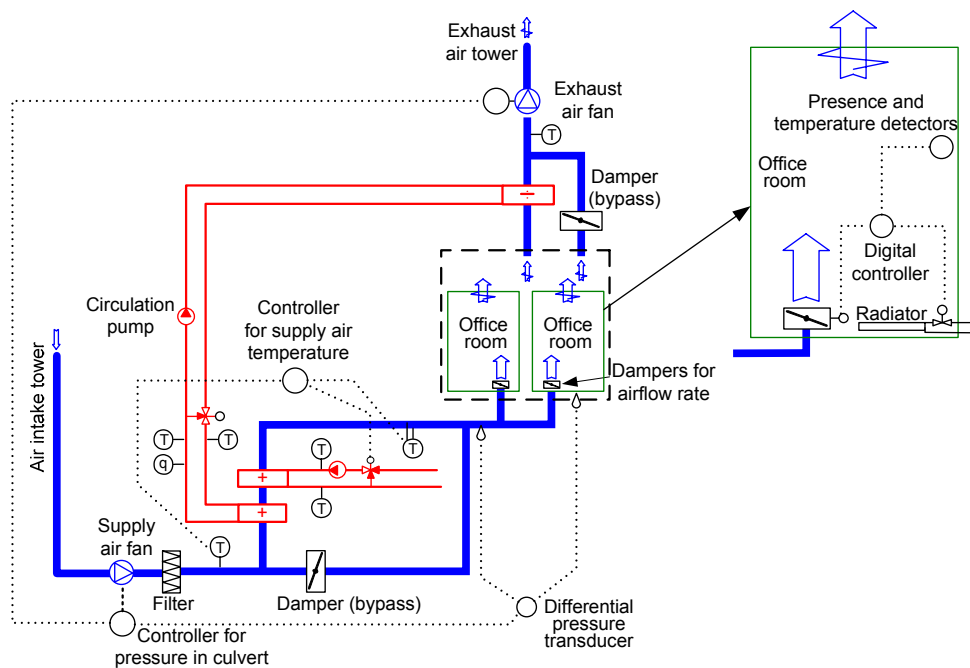 Exhaust
air tower
Exhaust
air fan
T
Damper
(bypass)
÷
Presence and
temperature detectors
Office
room
Digital
controller
Radiator
Circulation
pump
Controller
for supply air
temperature
Office
room
Office
room
Dampers for
airflow rate
Air intake tower
T
T
T
q
T
+
T
+
Supply
air fan
T
Filter
Damper (bypass)
Differential
pressure
transducer
Controller for
pressure in culvert